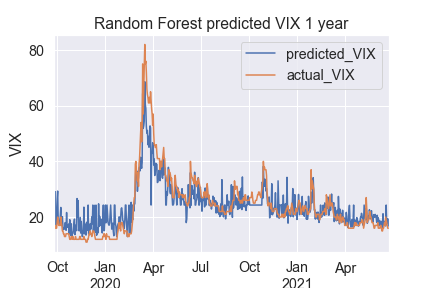 Random Forest predicted VIX 1 year
predicted_VIX
actual_VIX
VIX
80
60
40
20
Oct Jan Apr Jul Oct Jan Apr
2020 2021